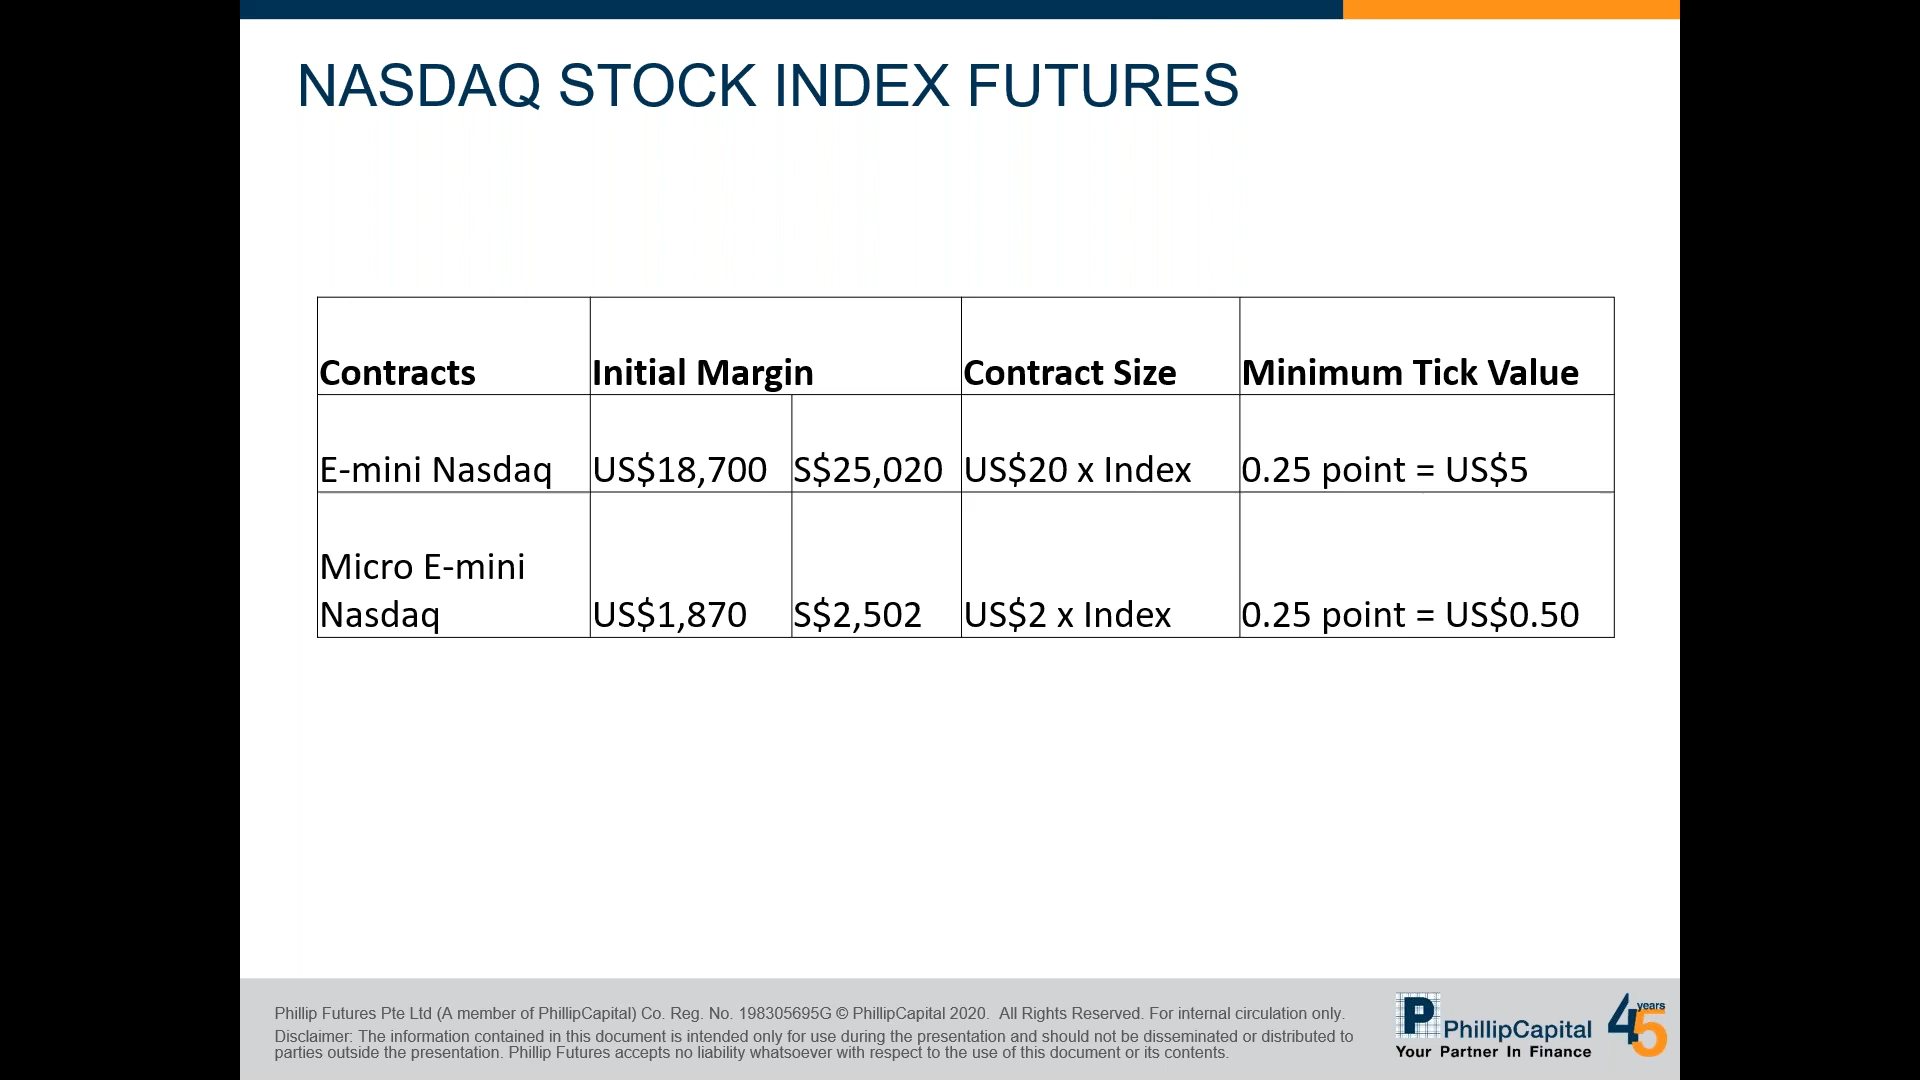 NASDAQ STOCK INDEX FUTURES
Contracts Initial Margin Contract Size Minimum Tick Value
E-mini Nasdaq US$18,700 S$25,020 US$20 x Index 0.25 point = US$5
Micro E-mini
Nasdaq US$1,870 S$2,502 US$2 x Index 0.25 point = US$0.50
Phillip Futures Pte Ltd (A member of PhillipCapital) Co. Reg. No. 198305695G © PhillipCapital 2020. All Rights Reserved. For internal circulation only.
Disclaimer: The information contained in this document is intended only for use during the presentation and should not be disseminated or distributed to
parties outside the presentation. Phillip Futures accepts no liability whatsoever with respect to the use of this document or its contents.
P PhillipCapital
Your Partner In Finance
45 years